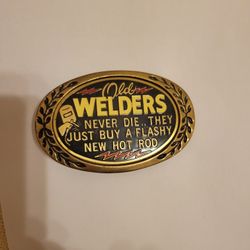 Old
WELDERS
NEVER DIE.. THEY
JUST BUY A FLASHY
NEW HOT ROD